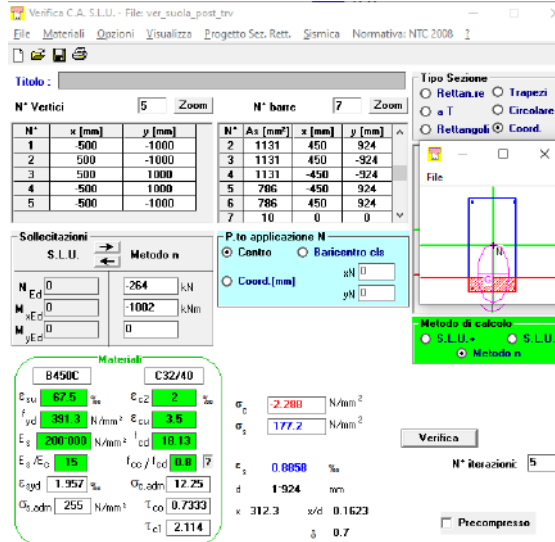 Verifica C.A. S.L.U. - File: ver_suola_post_trv
File Materiali Opzioni Visualizza Progetto Sez. Rett. Sismica Normativa: NTC 2008 ?
Titolo :
N° Vertici 5 Zoom N° barre 7 Zoom
N° x [mm] y [mm]
1 -500 -1000
2 500 -1000
3 500 1000
4 -500 1000
5 -500 -1000
N° As [mm²] x [mm] y [mm]
2 1131 450 924
3 1131 450 -924
4 1131 -450 -924
5 786 -450 924
6 786 450 924
7 10 0 0
Tipo Sezione
Rettan.re Trapezi
a T Circolare
Rettangoli Coord.
File
N
Sollecitazioni
S.L.U. Metodo n
N Ed 0 -264 kN
M xEd 0 -1002 kNm
M yEd 0 0
P.to applicazione N
Centro Baricentro cls
Coord.[mm] xN 0
yN 0
Metodo di calcolo
S.L.U.+ S.L.U.
Metodo n
Materiali
B450C C32/40
εsu 67.5 ‰ εc2 2 ‰
fyd 391.3 N/mm² εcu 3.5
Es 200'000 N/mm² fcd 18.13
Es/Ec 15 fcc / fcd 0.8 ?
εsyd 1.957 ‰ σc.adm 12.25
σs.adm 255 N/mm² τco 0.7333
τc1 2.114
σc -2.288 N/mm²
σs 177.2 N/mm²
εs 0.8858 ‰
d 1'924 mm
x 312.3 x/d 0.1623
δ 0.7
Verifica
N° iterazioni: 5
Precompresso